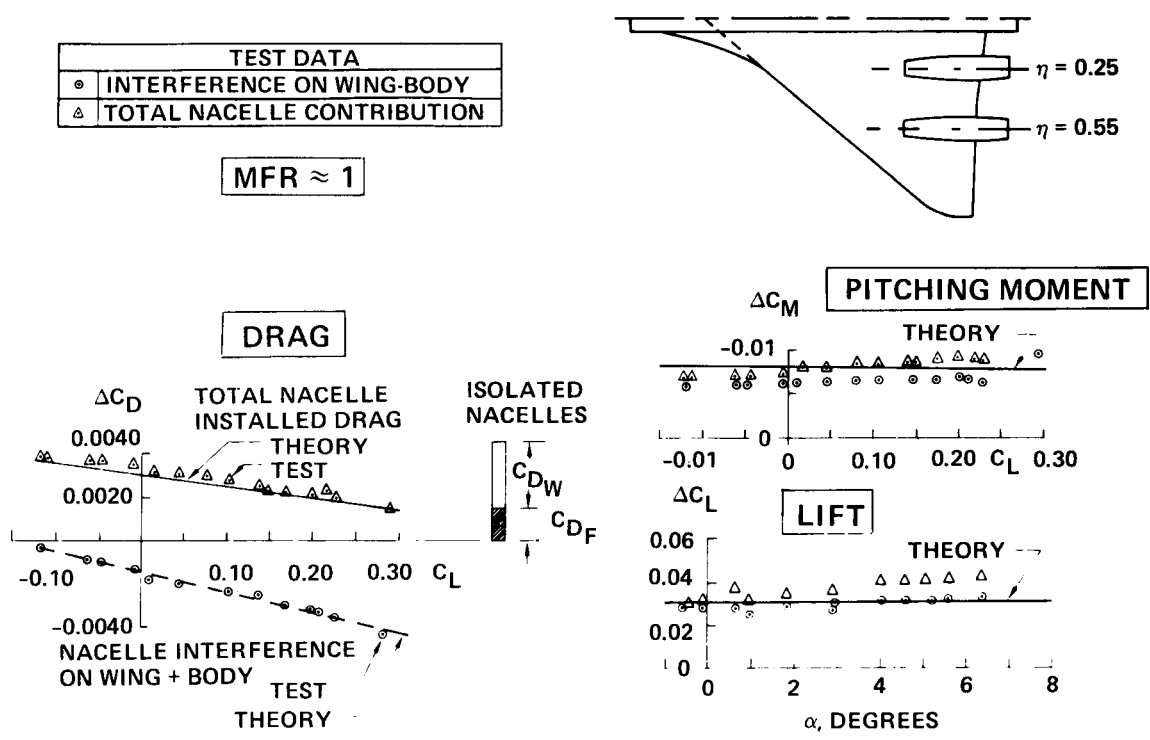 TEST DATA
⊙ INTERFERENCE ON WING-BODY
△ TOTAL NACELLE CONTRIBUTION
MFR ≈ 1
η = 0.25
η = 0.55
DRAG
ΔC_D
0.0040
0.0020
-0.10
0.10
0.20
0.30
C_L
-0.0040
TOTAL NACELLE
INSTALLED DRAG
THEORY
TEST
ISOLATED
NACELLES
C_D_W
C_D_F
NACELLE INTERFERENCE
ON WING + BODY
TEST
THEORY
PITCHING MOMENT
ΔC_M
THEORY
-0.01
0
-0.01
0
0.10
0.20
C_L
0.30
LIFT
ΔC_L
THEORY
0.06
0.04
0.02
0
0
2
4
6
8
α, DEGREES